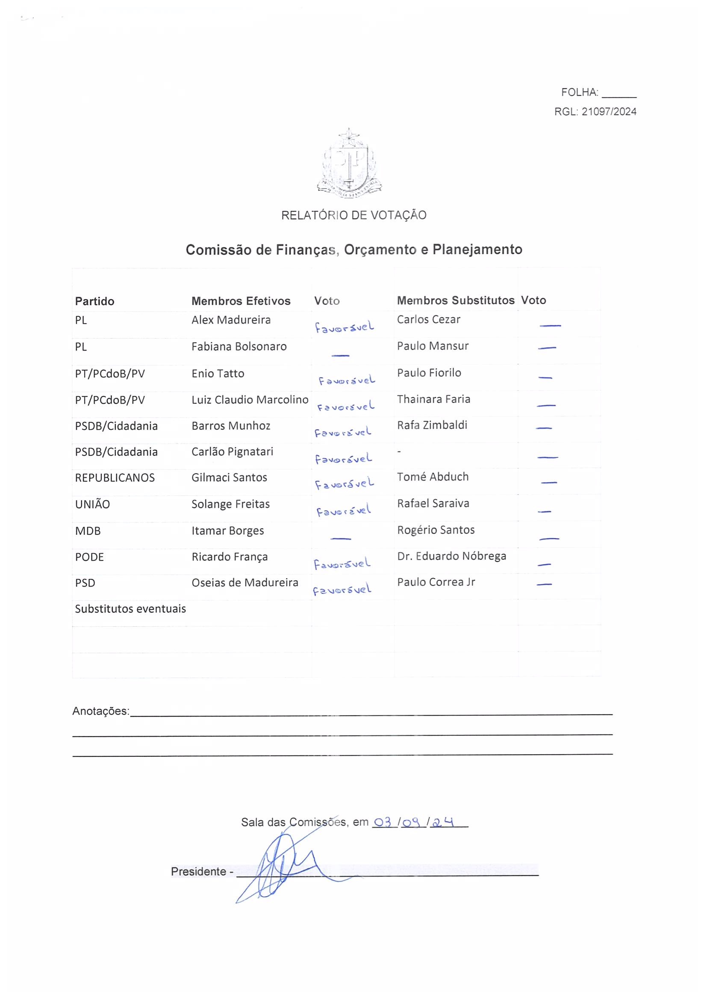 FOLHA: ______
RGL: 21097/2024
RELATÓRIO DE VOTAÇÃO
Comissão de Finanças, Orçamento e Planejamento
Partido Membros Efetivos Voto Membros Substitutos Voto
PL Alex Madureira Favorável Carlos Cezar —
PL Fabiana Bolsonaro — Paulo Mansur —
PT/PCdoB/PV Enio Tatto Favorável Paulo Fiorilo —
PT/PCdoB/PV Luiz Claudio Marcolino Favorável Thainara Faria —
PSDB/Cidadania Barros Munhoz Favorável Rafa Zimbaldi —
PSDB/Cidadania Carlão Pignatari Favorável - —
REPUBLICANOS Gilmaci Santos Favorável Tomé Abduch —
UNIÃO Solange Freitas Favorável Rafael Saraiva —
MDB Itamar Borges — Rogério Santos —
PODE Ricardo França Favorável Dr. Eduardo Nóbrega —
PSD Oseias de Madureira Favorável Paulo Correa Jr —
Substitutos eventuais
Anotações:
Sala das Comissões, em 03/09/24
Presidente -